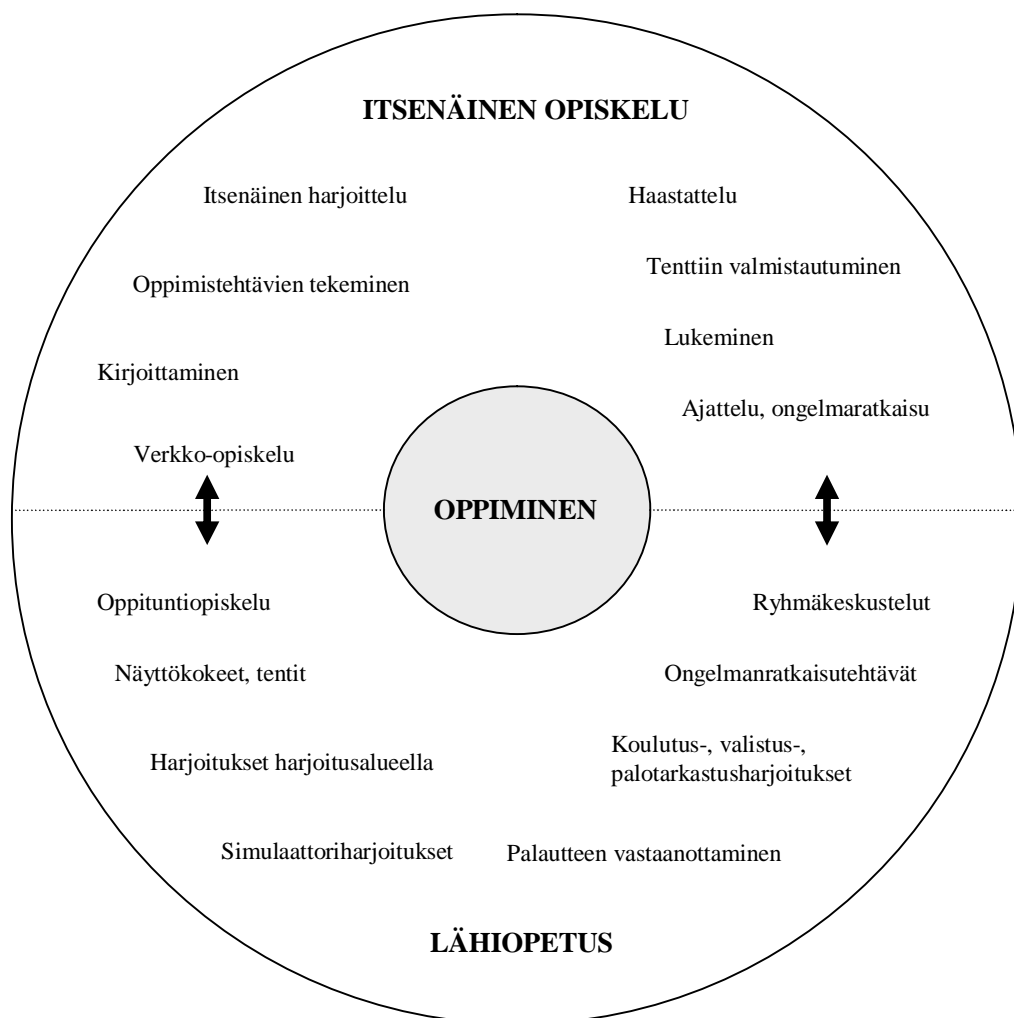 ITSENÄINEN OPISKELU
Itsenäinen harjoittelu
Haastattelu
Tenttiin valmistautuminen
Oppimistehtävien tekeminen
Lukeminen
Kirjoittaminen
Ajattelu, ongelmaratkaisu
Verkko-opiskelu
OPPIMINEN
Oppituntiopiskelu
Ryhmäkeskustelut
Näyttökokeet, tentit
Ongelmanratkaisutehtävät
Harjoitukset harjoitusalueella
Koulutus-, valistus-,
palotarkastusharjoitukset
Simulaattoriharjoitukset
Palautteen vastaanottaminen
LÄHIOPETUS